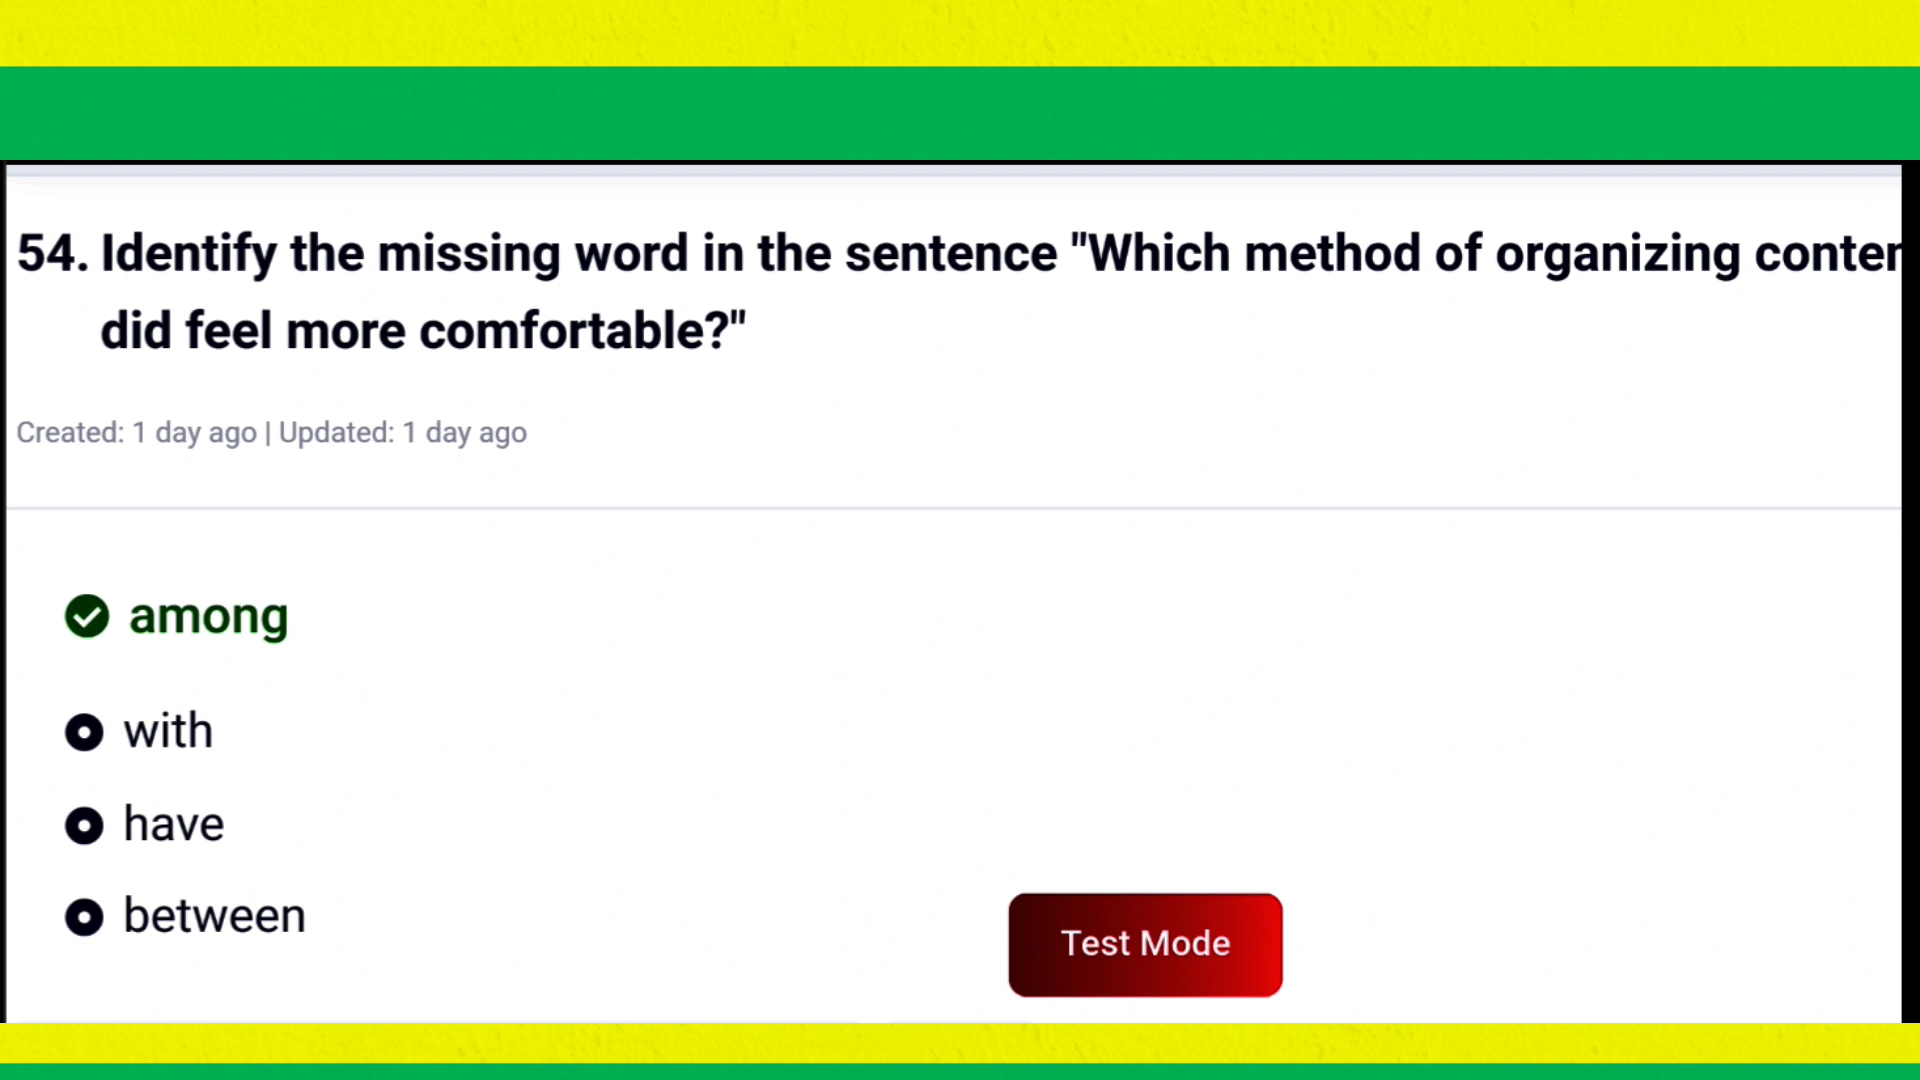 54. Identify the missing word in the sentence "Which method of organizing
did feel more comfortable?"
Created: 1 day ago | Updated: 1 day ago
among
with
have
between
Test Mode